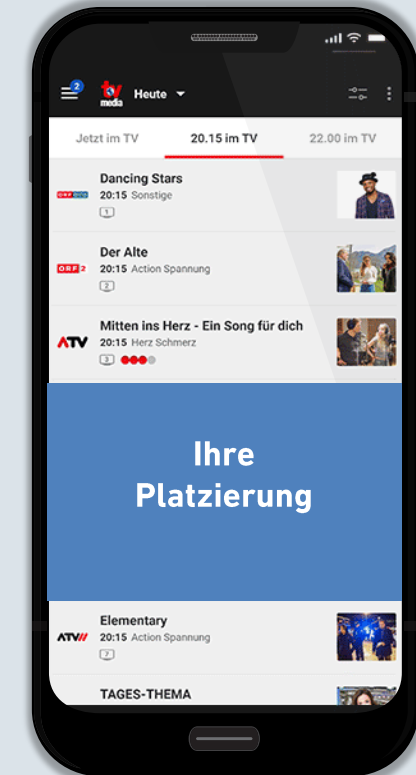 2
tv
media
Heute
Jetzt im TV
20.15 im TV
22.00 im TV
Dancing Stars
ORF eins
20:15 Sonstige
1
Der Alte
ORF 2
20:15 Action Spannung
2
Mitten ins Herz - Ein Song für dich
ATV
20:15 Herz Schmerz
3
Ihre
Platzierung
Elementary
ATV//
20:15 Action Spannung
7
TAGES-THEMA